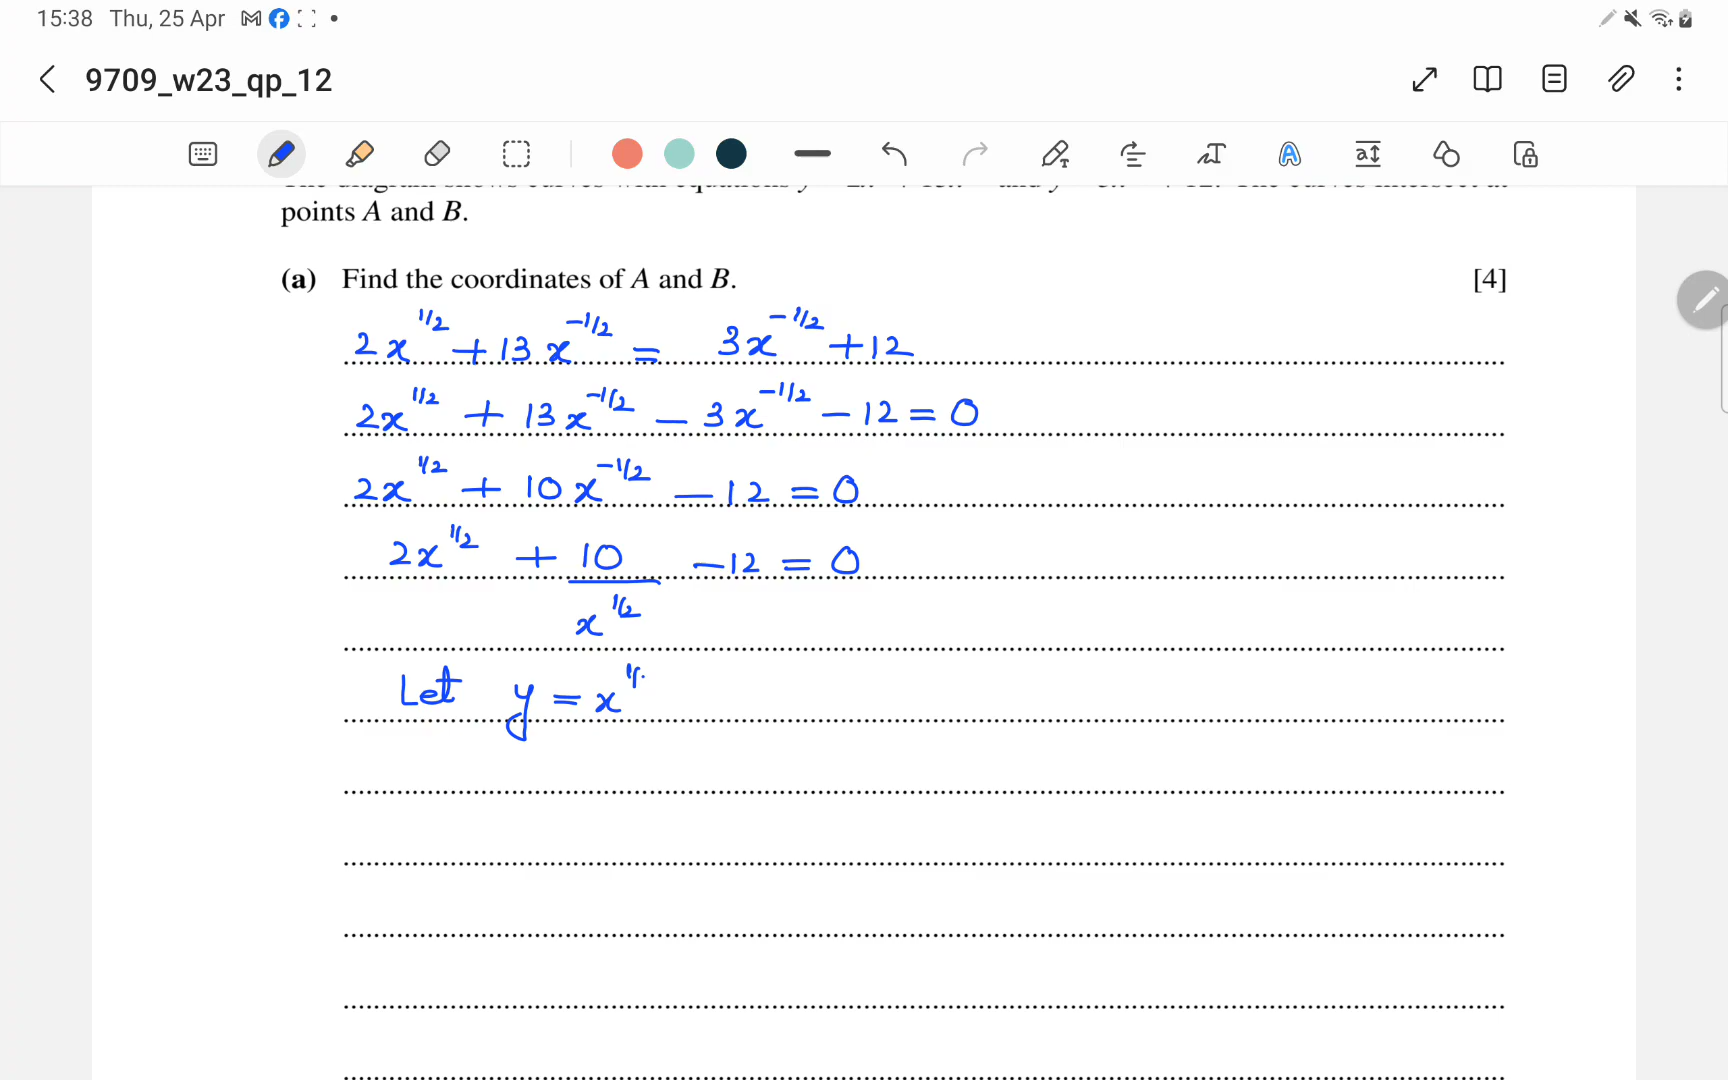 15:38 Thu, 25 Apr
9709_w23_qp_12
points A and B.
(a) Find the coordinates of A and B. [4]
2x^{1/2} + 13x^{-1/2} = 3x^{-1/2} + 12
2x^{1/2} + 13x^{-1/2} - 3x^{-1/2} - 12 = 0
2x^{1/2} + 10x^{-1/2} - 12 = 0
2x^{1/2} + 10/x^{1/2} - 12 = 0
Let y = x